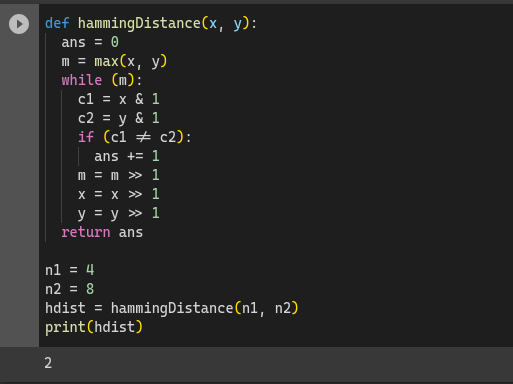 def hammingDistance(x, y):
  ans = 0
  m = max(x, y)
  while (m):
    c1 = x & 1
    c2 = y & 1
    if (c1 != c2):
      ans += 1
    m = m >> 1
    x = x >> 1
    y = y >> 1
  return ans

n1 = 4
n2 = 8
hdist = hammingDistance(n1, n2)
print(hdist)
2